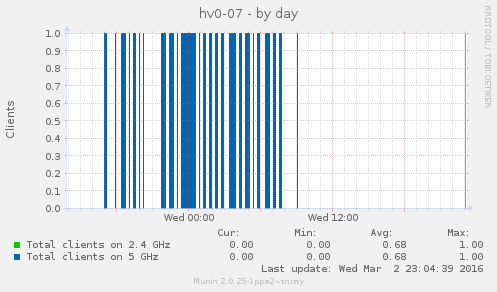 hv0-07 - by day
RRDTOOL / TOBI OETIKER
Clients
1.0
0.9
0.8
0.7
0.6
0.5
0.4
0.3
0.2
0.1
0.0
Wed 00:00 Wed 12:00
Cur: Min: Avg: Max:
Total clients on 2.4 GHz 0.00 0.00 0.68 1.00
Total clients on 5 GHz 0.00 0.00 0.68 1.00
Last update: Wed Mar 2 23:04:39 2016
Munin 2.0.25-1ppa2~trusty